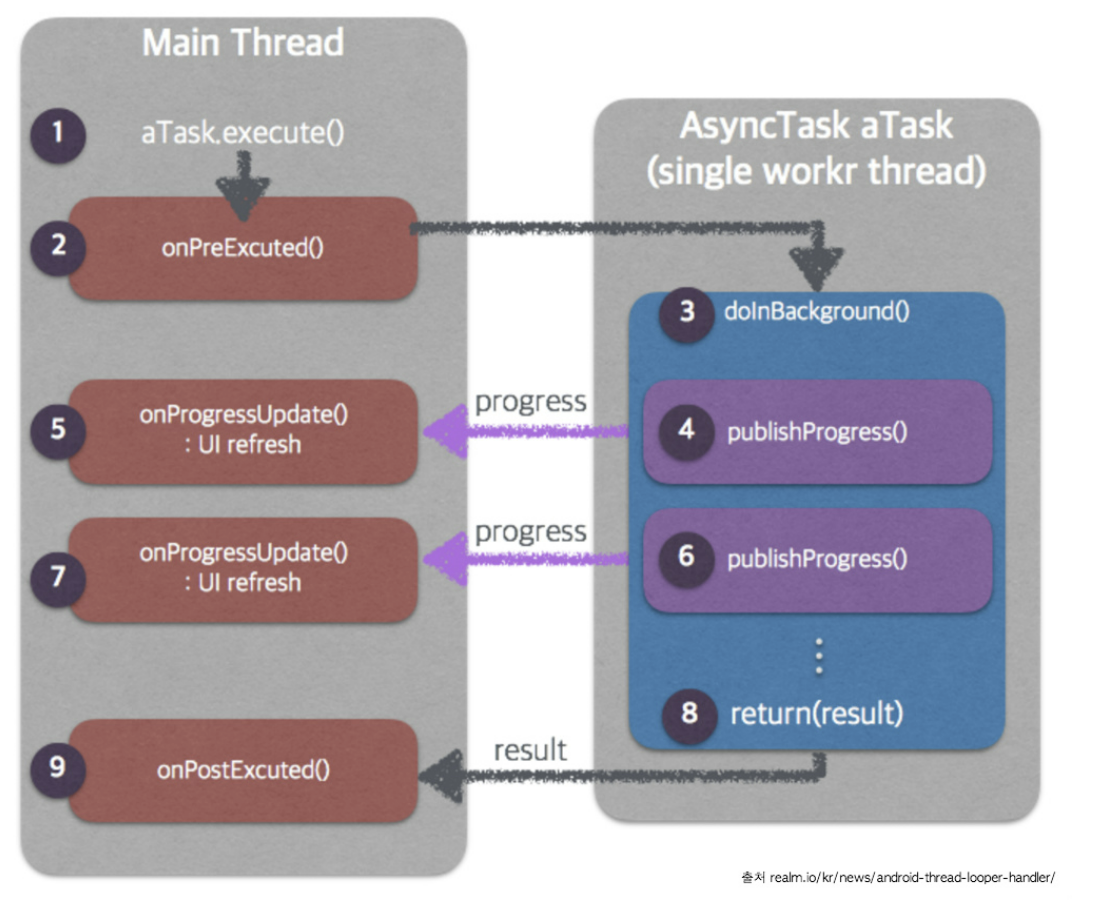 Main Thread
1
aTask.execute()
2
onPreExcuted()
AsyncTask aTask
(single workr thread)
3
doInBackground()
4
publishProgress()
progress
5
onProgressUpdate()
: UI refresh
6
publishProgress()
progress
7
onProgressUpdate()
: UI refresh
8
return(result)
result
9
onPostExcuted()
출처 realm.io/kr/news/android-thread-looper-handler/